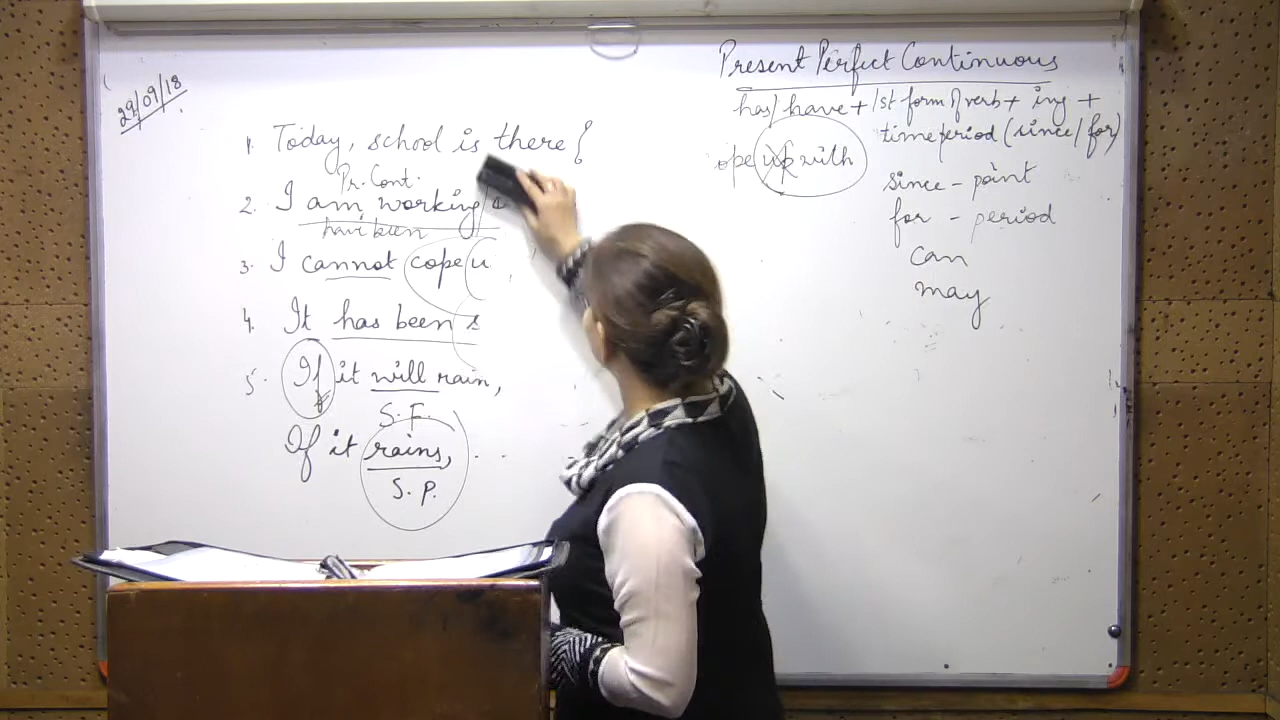 29/09/18
1. Today, school is there {
Pr. Cont.
2. I am working / s
have been
3. I cannot cope u
4. It has been s
5. If it will rain,
S. F.
If it rains,
S. P.
Present Perfect Continuous
has/ have + 1st form of verb + ing +
time period (since/for)
ope up with
since - point
for - period
can
may